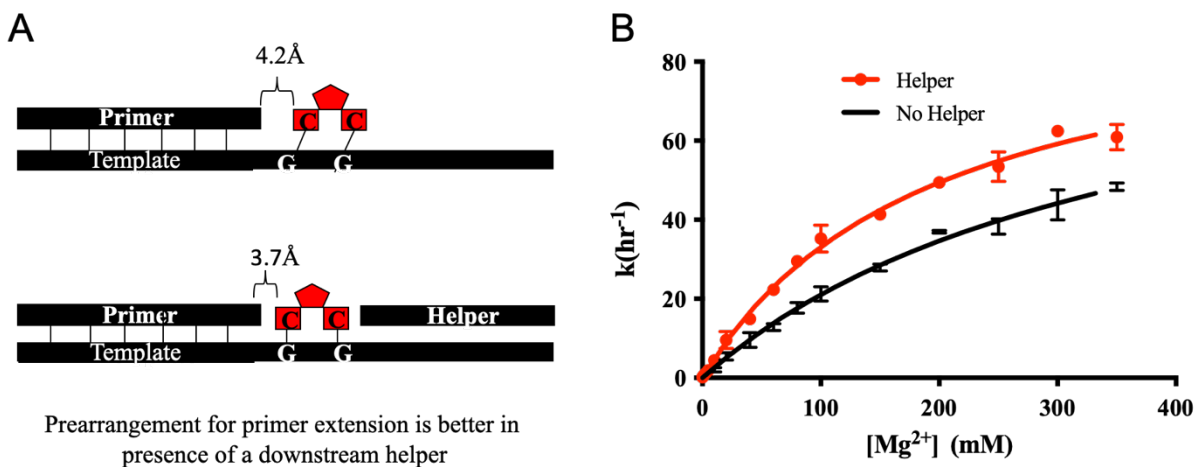 A
4.2Å
Primer
C C
Template
G G
3.7Å
Primer
C C
Helper
Template
G G
Prearrangement for primer extension is better in
presence of a downstream helper
B
80
60
40
20
0
k(hr⁻¹)
Helper
No Helper
0 100 200 300 400
[Mg²⁺] (mM)